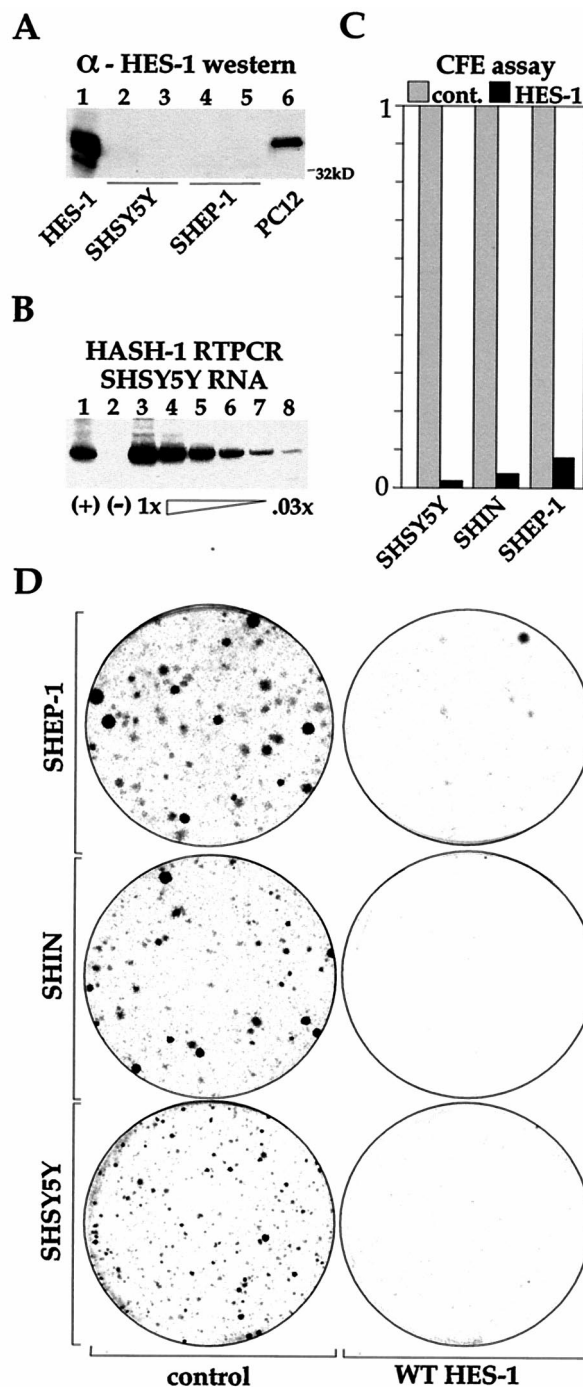 A
α - HES-1 western
1 2 3 4 5 6
32kD
HES-1 SHSY5Y SHEP-1 PC12
B
HASH-1 RTPCR
SHSY5Y RNA
1 2 3 4 5 6 7 8
(+) (-) 1x .03x
C
CFE assay
cont. HES-1
1
0
SHSY5Y SHIN SHEP-1
D
SHEP-1
SHIN
SHSY5Y
control WT HES-1